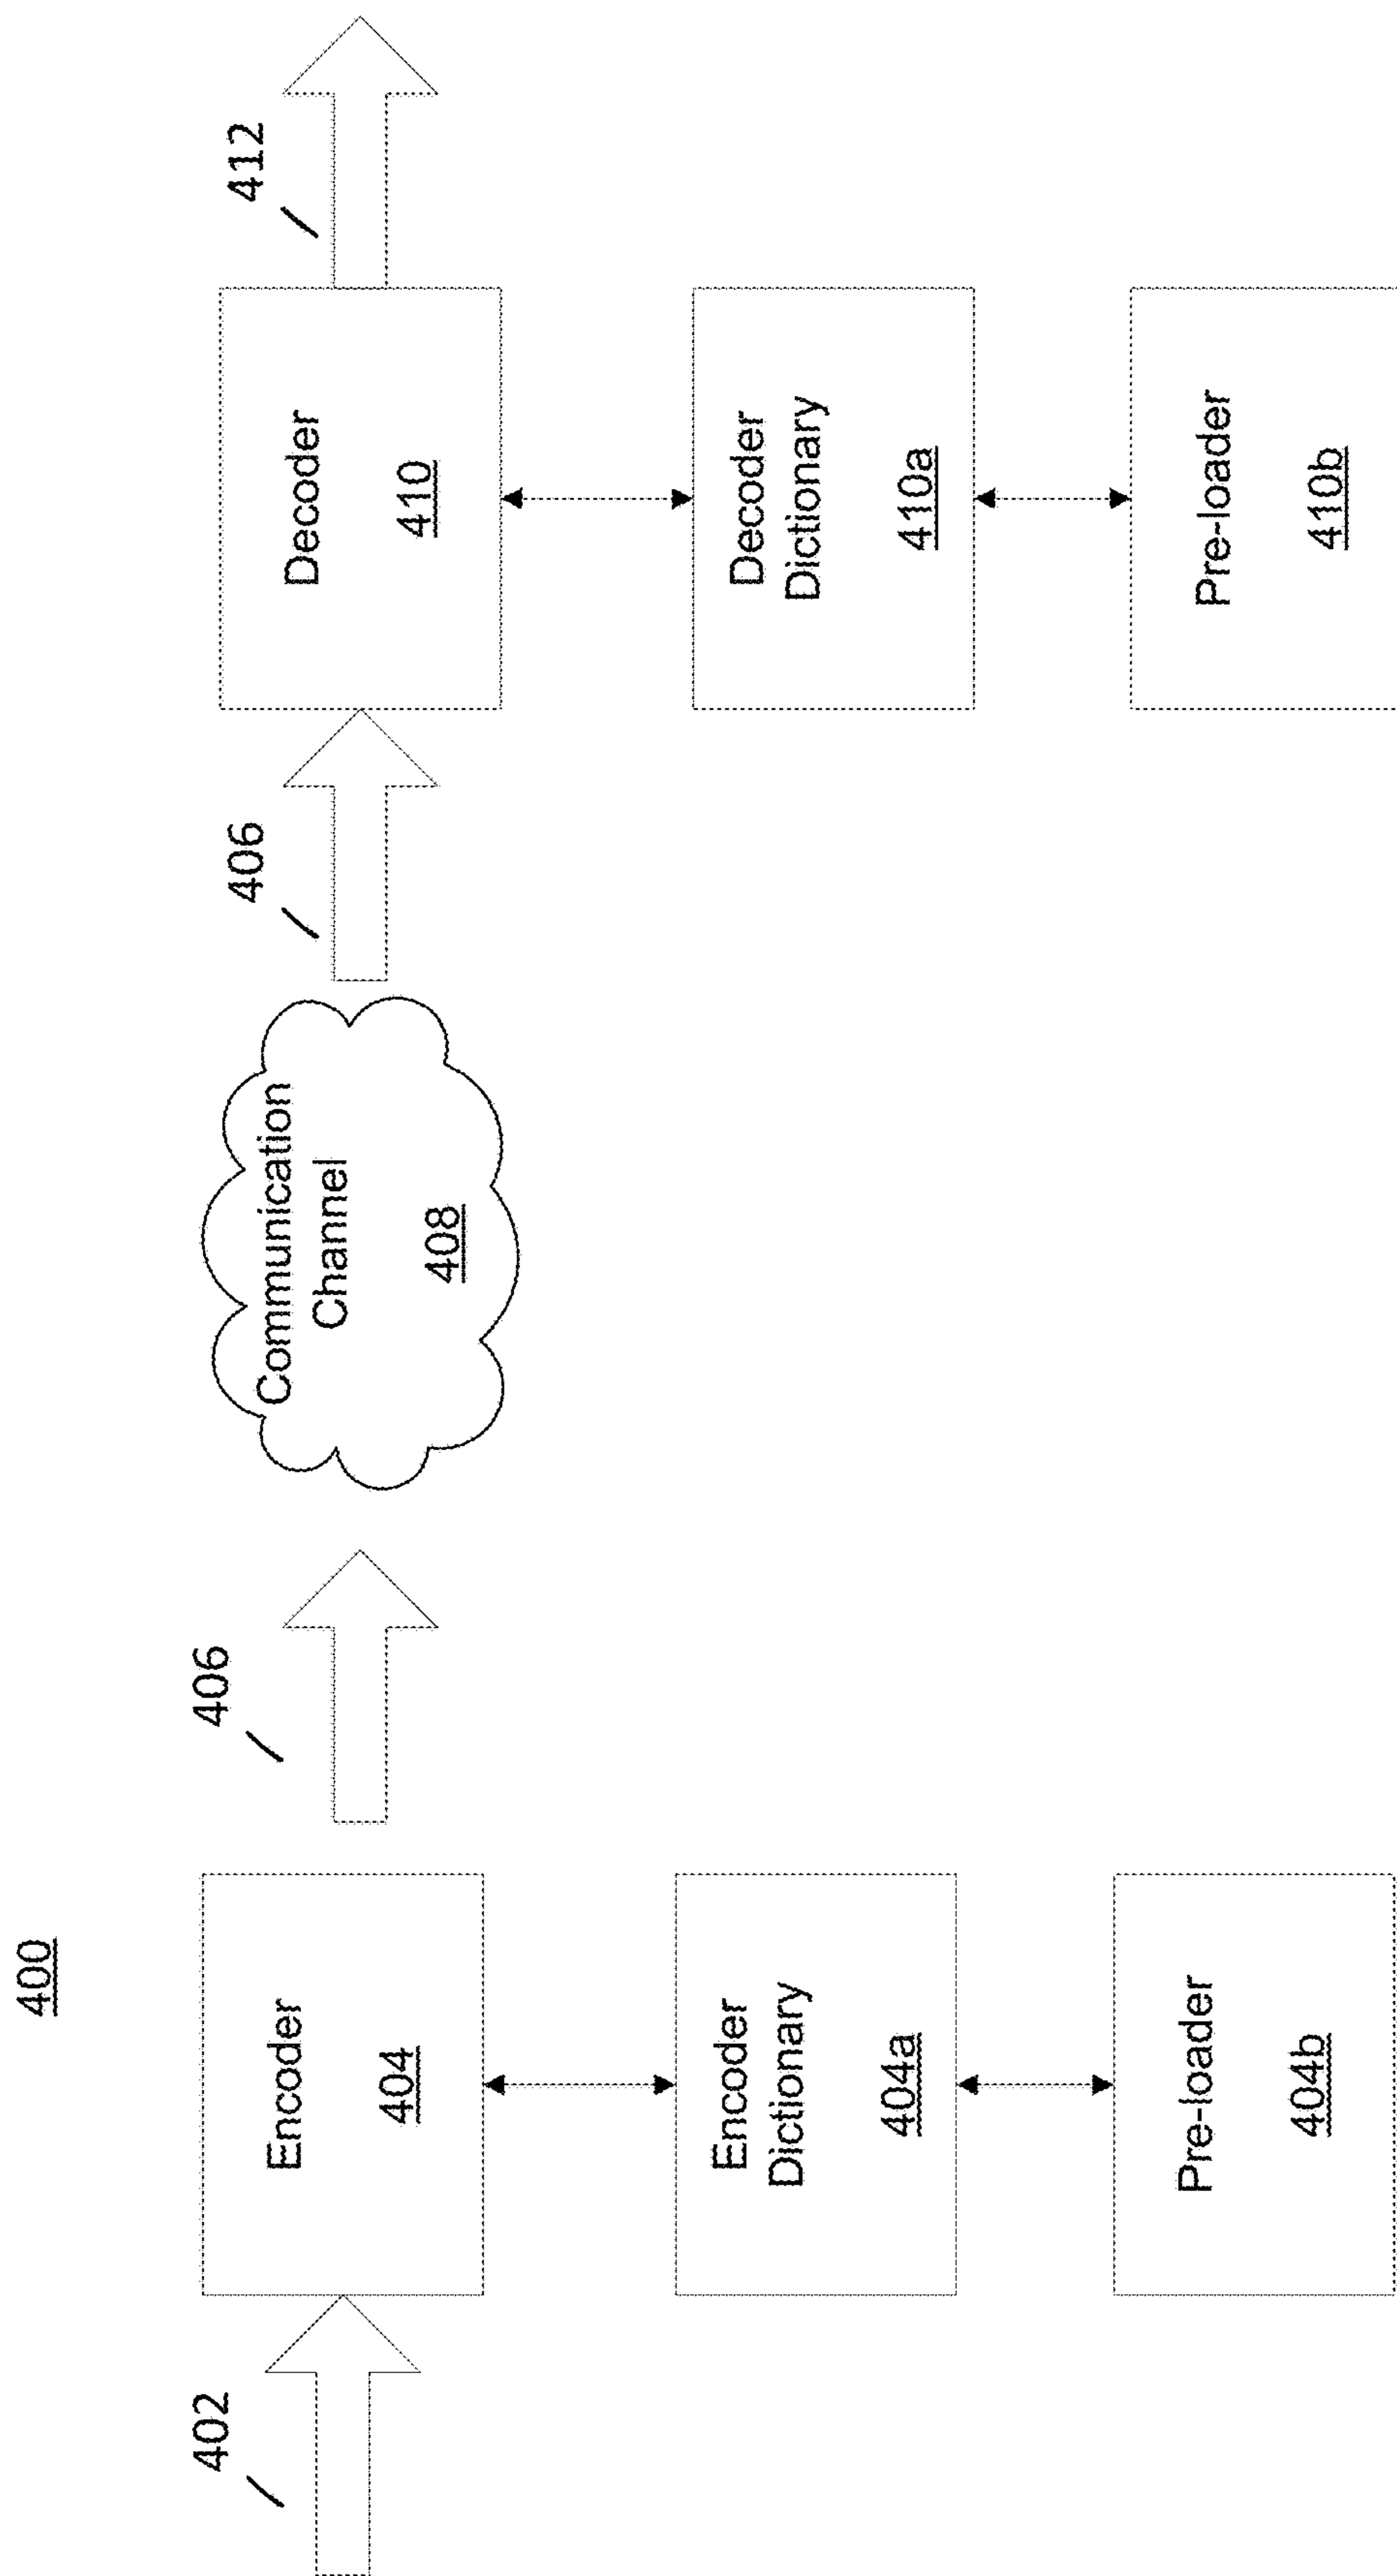 400
402
Encoder
404
406
Communication
Channel
408
406
Decoder
410
412
Encoder
Dictionary
404a
Decoder
Dictionary
410a
Pre-loader
404b
Pre-loader
410b